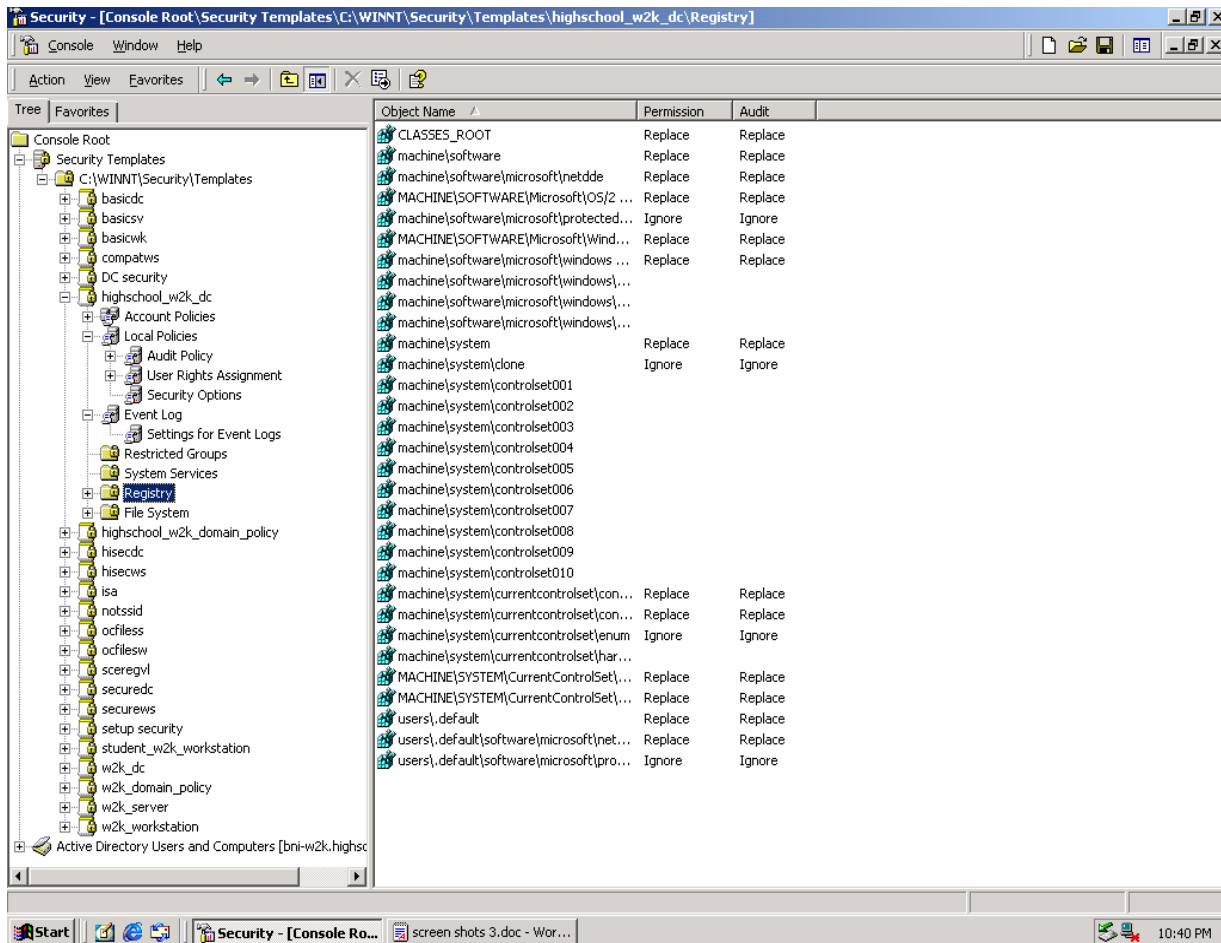 Security - [Console Root\Security Templates\C:\WINNT\Security\Templates\highschool_w2k_dc\Registry]
Console Window Help
Action View Favorites
Tree Favorites
Console Root
Security Templates
C:\WINNT\Security\Templates
basicdc
basicsv
basicwk
compatws
DC security
highschool_w2k_dc
Account Policies
Local Policies
Audit Policy
User Rights Assignment
Security Options
Event Log
Settings for Event Logs
Restricted Groups
System Services
Registry
File System
highschool_w2k_domain_policy
hisecdc
hisecws
isa
notssid
ocfiless
ocfilesw
sceregvl
securedc
securews
setup security
student_w2k_workstation
w2k_dc
w2k_domain_policy
w2k_server
w2k_workstation
Active Directory Users and Computers [bni-w2k.highsc
Object Name Permission Audit
CLASSES_ROOT Replace Replace
machine\software Replace Replace
machine\software\microsoft\netdde Replace Replace
MACHINE\SOFTWARE\Microsoft\OS/2 ... Replace Replace
machine\software\microsoft\protected... Ignore Ignore
MACHINE\SOFTWARE\Microsoft\Wind... Replace Replace
machine\software\microsoft\windows ... Replace Replace
machine\software\microsoft\windows\...
machine\software\microsoft\windows\...
machine\software\microsoft\windows\...
machine\system Replace Replace
machine\system\clone Ignore Ignore
machine\system\controlset001
machine\system\controlset002
machine\system\controlset003
machine\system\controlset004
machine\system\controlset005
machine\system\controlset006
machine\system\controlset007
machine\system\controlset008
machine\system\controlset009
machine\system\controlset010
machine\system\currentcontrolset\con... Replace Replace
machine\system\currentcontrolset\con... Replace Replace
machine\system\currentcontrolset\enum Ignore Ignore
machine\system\currentcontrolset\har...
MACHINE\SYSTEM\CurrentControlSet\... Replace Replace
MACHINE\SYSTEM\CurrentControlSet\... Replace Replace
users\.default Replace Replace
users\.default\software\microsoft\net... Replace Replace
users\.default\software\microsoft\pro... Ignore Ignore
Start Security - [Console Ro... screen shots 3.doc - Wor... 10:40 PM